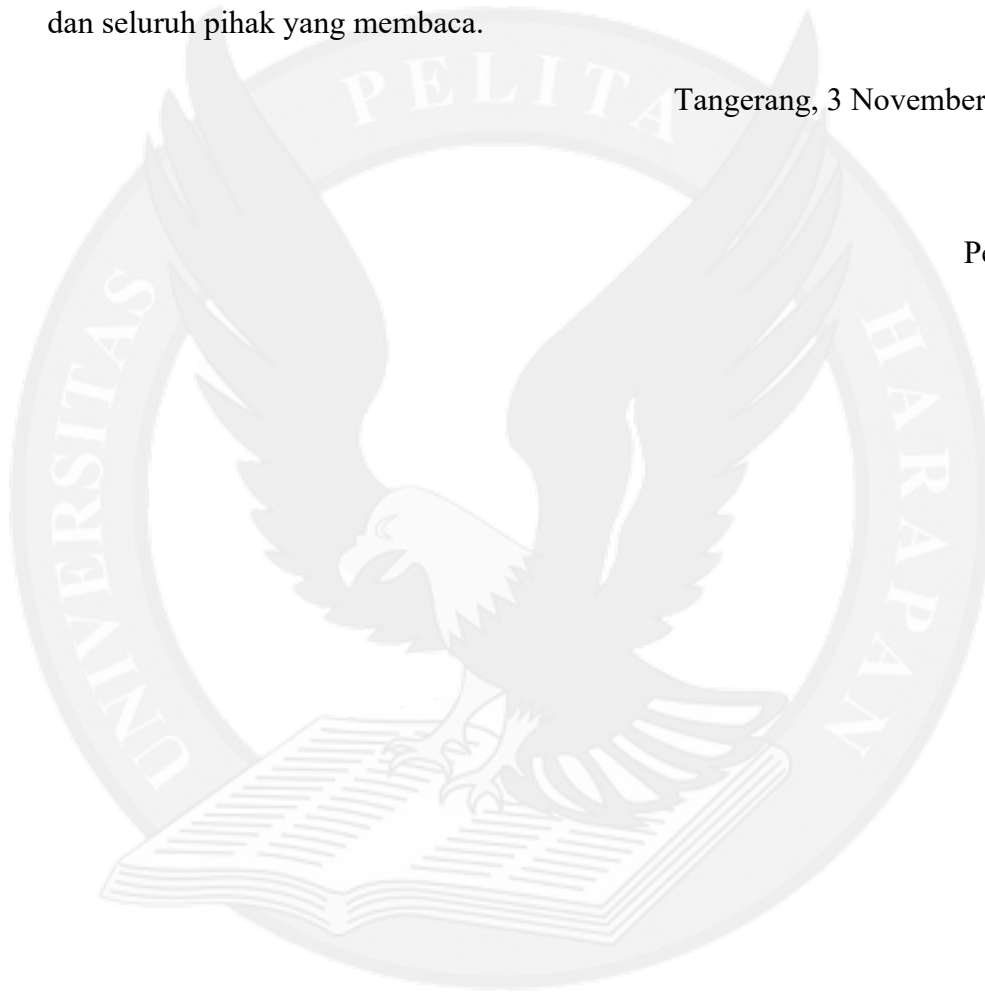 dan seluruh pihak yang membaca.
PELITA
Tangerang, 3 November
UNIVERSITAS
HARAPAN